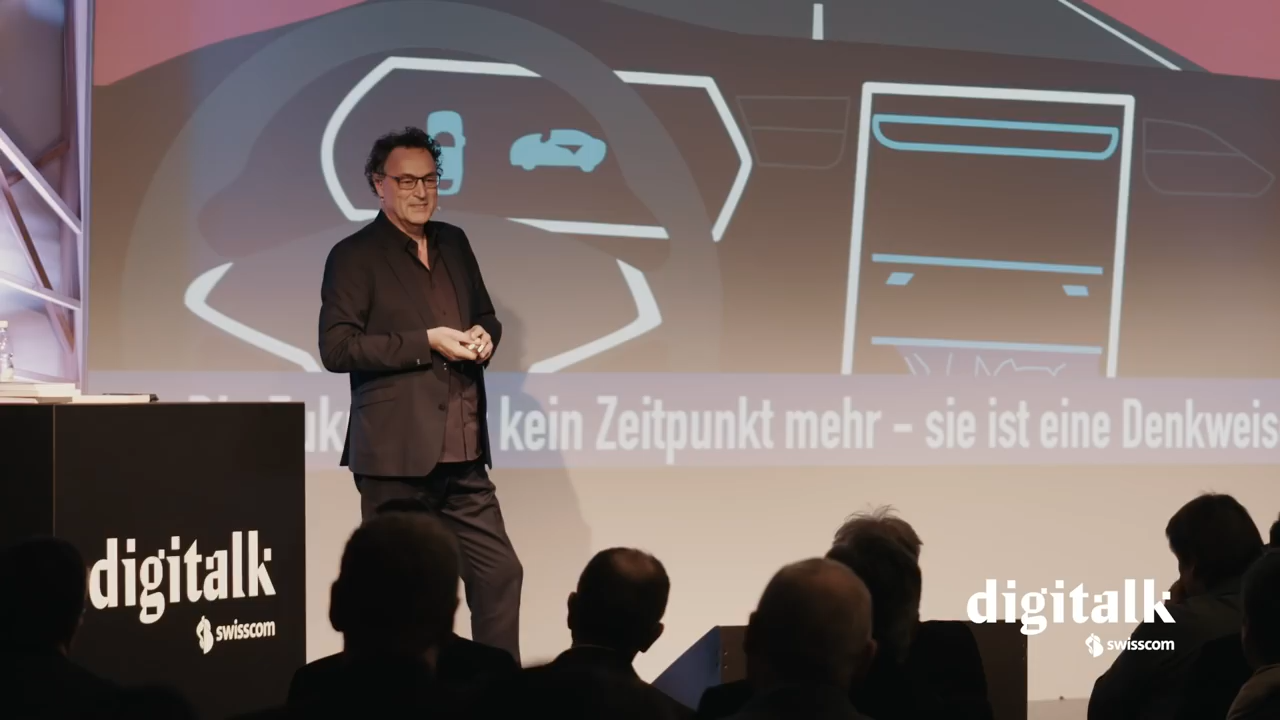 kein Zeitpunkt mehr - sie ist eine Denkweis
digitalk
swisscom
digitalk
swisscom